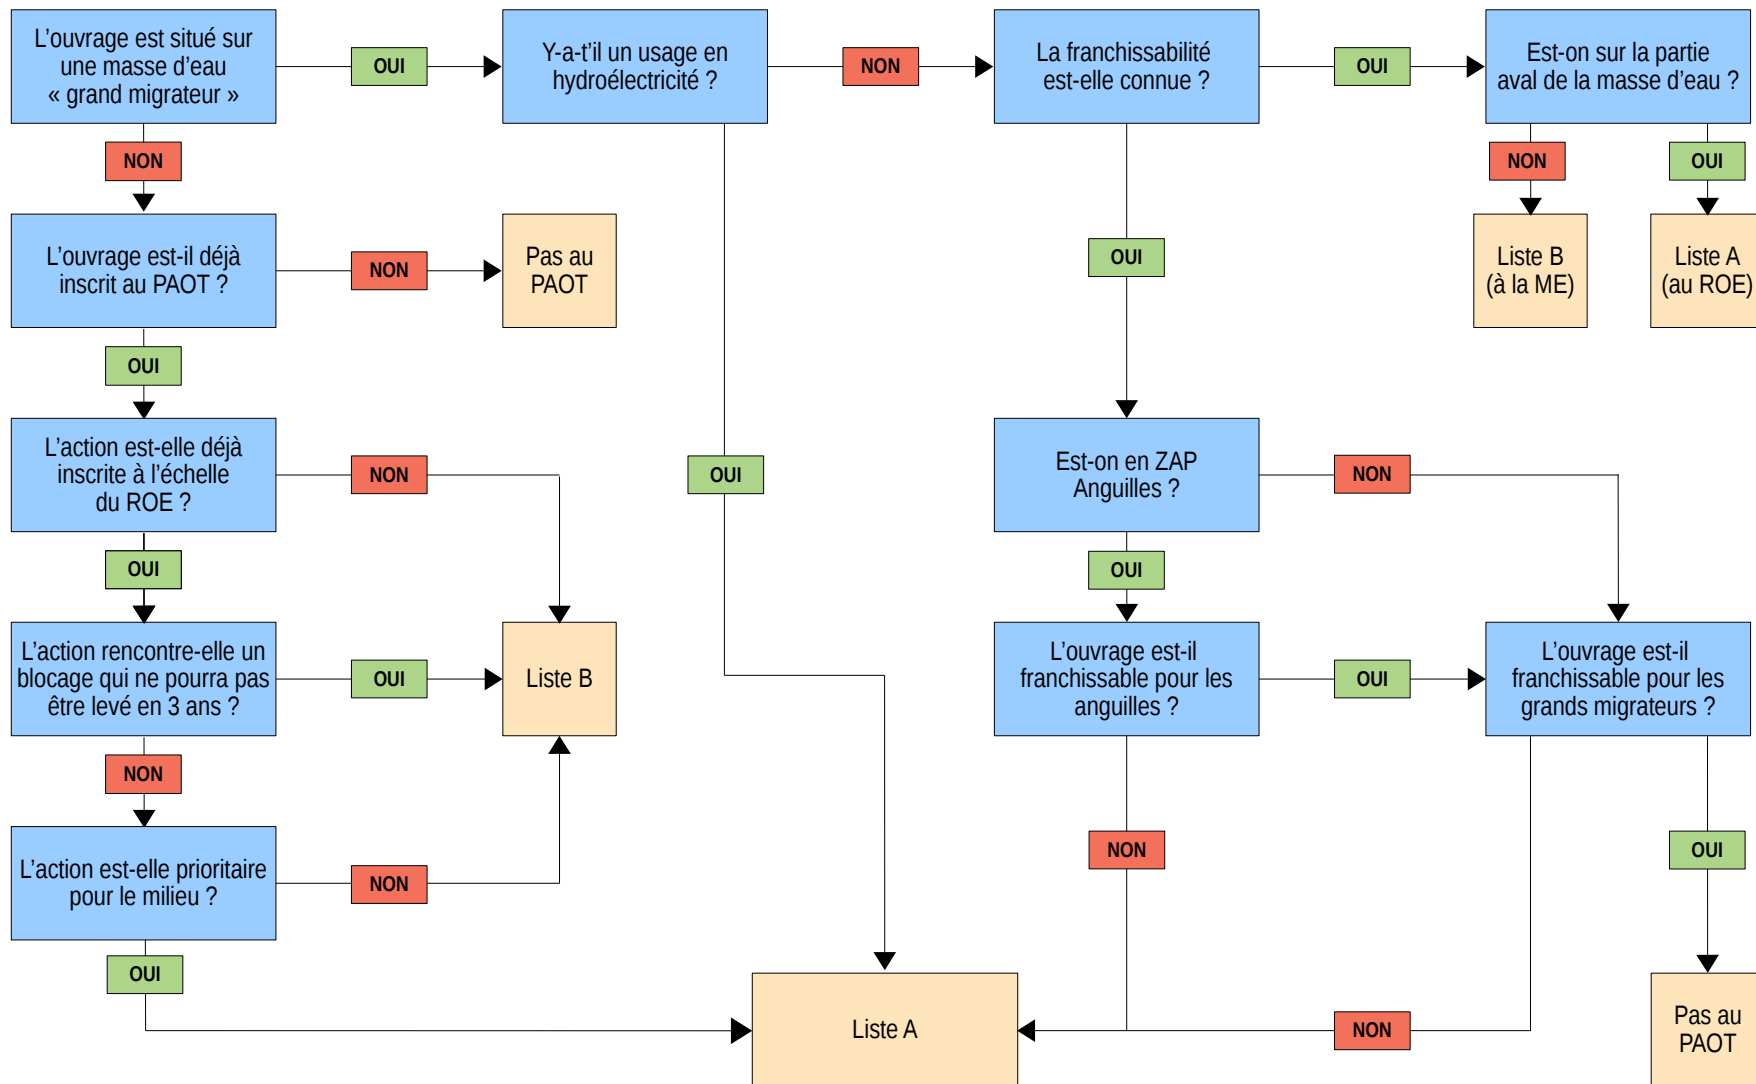 L'ouvrage est situé sur
une masse d'eau
« grand migrateur »
OUI
Y-a-t'il un usage en
hydroélectricité ?
NON
La franchissabilité
est-elle connue ?
OUI
Est-on sur la partie
aval de la masse d'eau ?
NON
NON
OUI
L'ouvrage est-il déjà
inscrit au PAOT ?
NON
Pas au
PAOT
OUI
Liste B
(à la ME)
Liste A
(au ROE)
OUI
L'action est-elle déjà
inscrite à l'échelle
du ROE ?
NON
OUI
Est-on en ZAP
Anguilles ?
NON
OUI
OUI
L'action rencontre-elle un
blocage qui ne pourra pas
être levé en 3 ans ?
OUI
Liste B
L'ouvrage est-il
franchissable pour les
anguilles ?
OUI
L'ouvrage est-il
franchissable pour les
grands migrateurs ?
NON
L'action est-elle prioritaire
pour le milieu ?
NON
NON
OUI
OUI
Liste A
NON
Pas au
PAOT